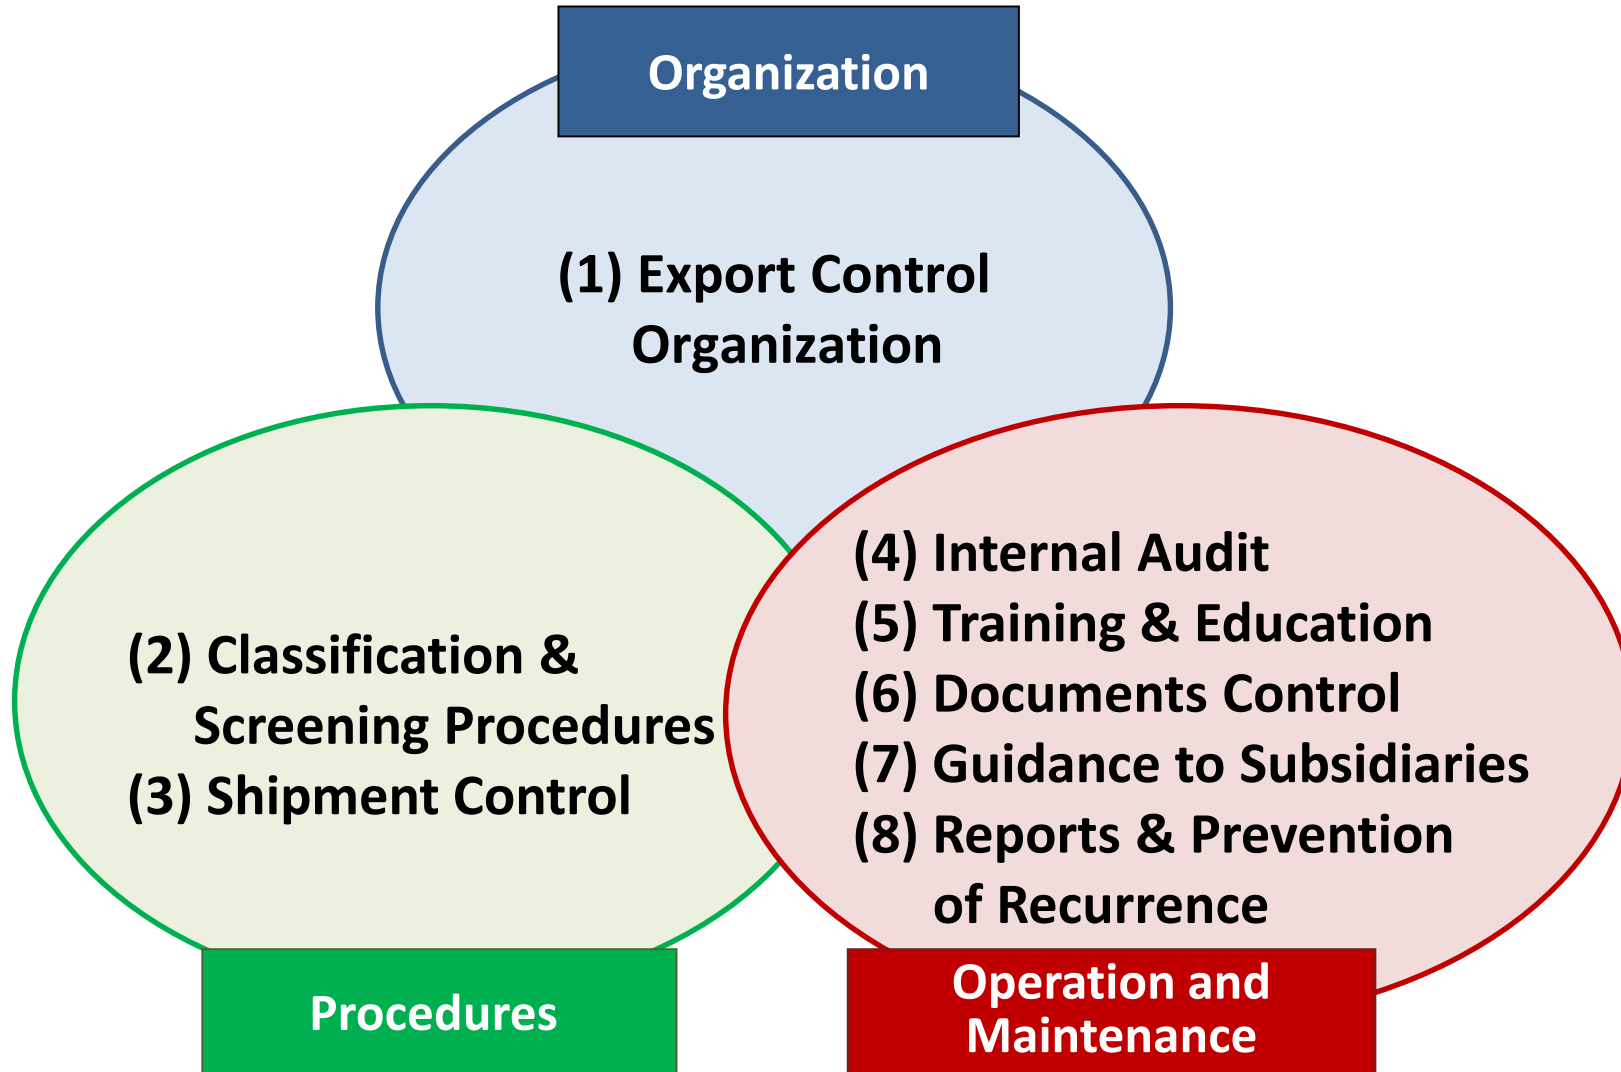 Organization
(1) Export Control
Organization
(2) Classification &
Screening Procedures
(3) Shipment Control
Procedures
(4) Internal Audit
(5) Training & Education
(6) Documents Control
(7) Guidance to Subsidiaries
(8) Reports & Prevention
of Recurrence
Operation and
Maintenance